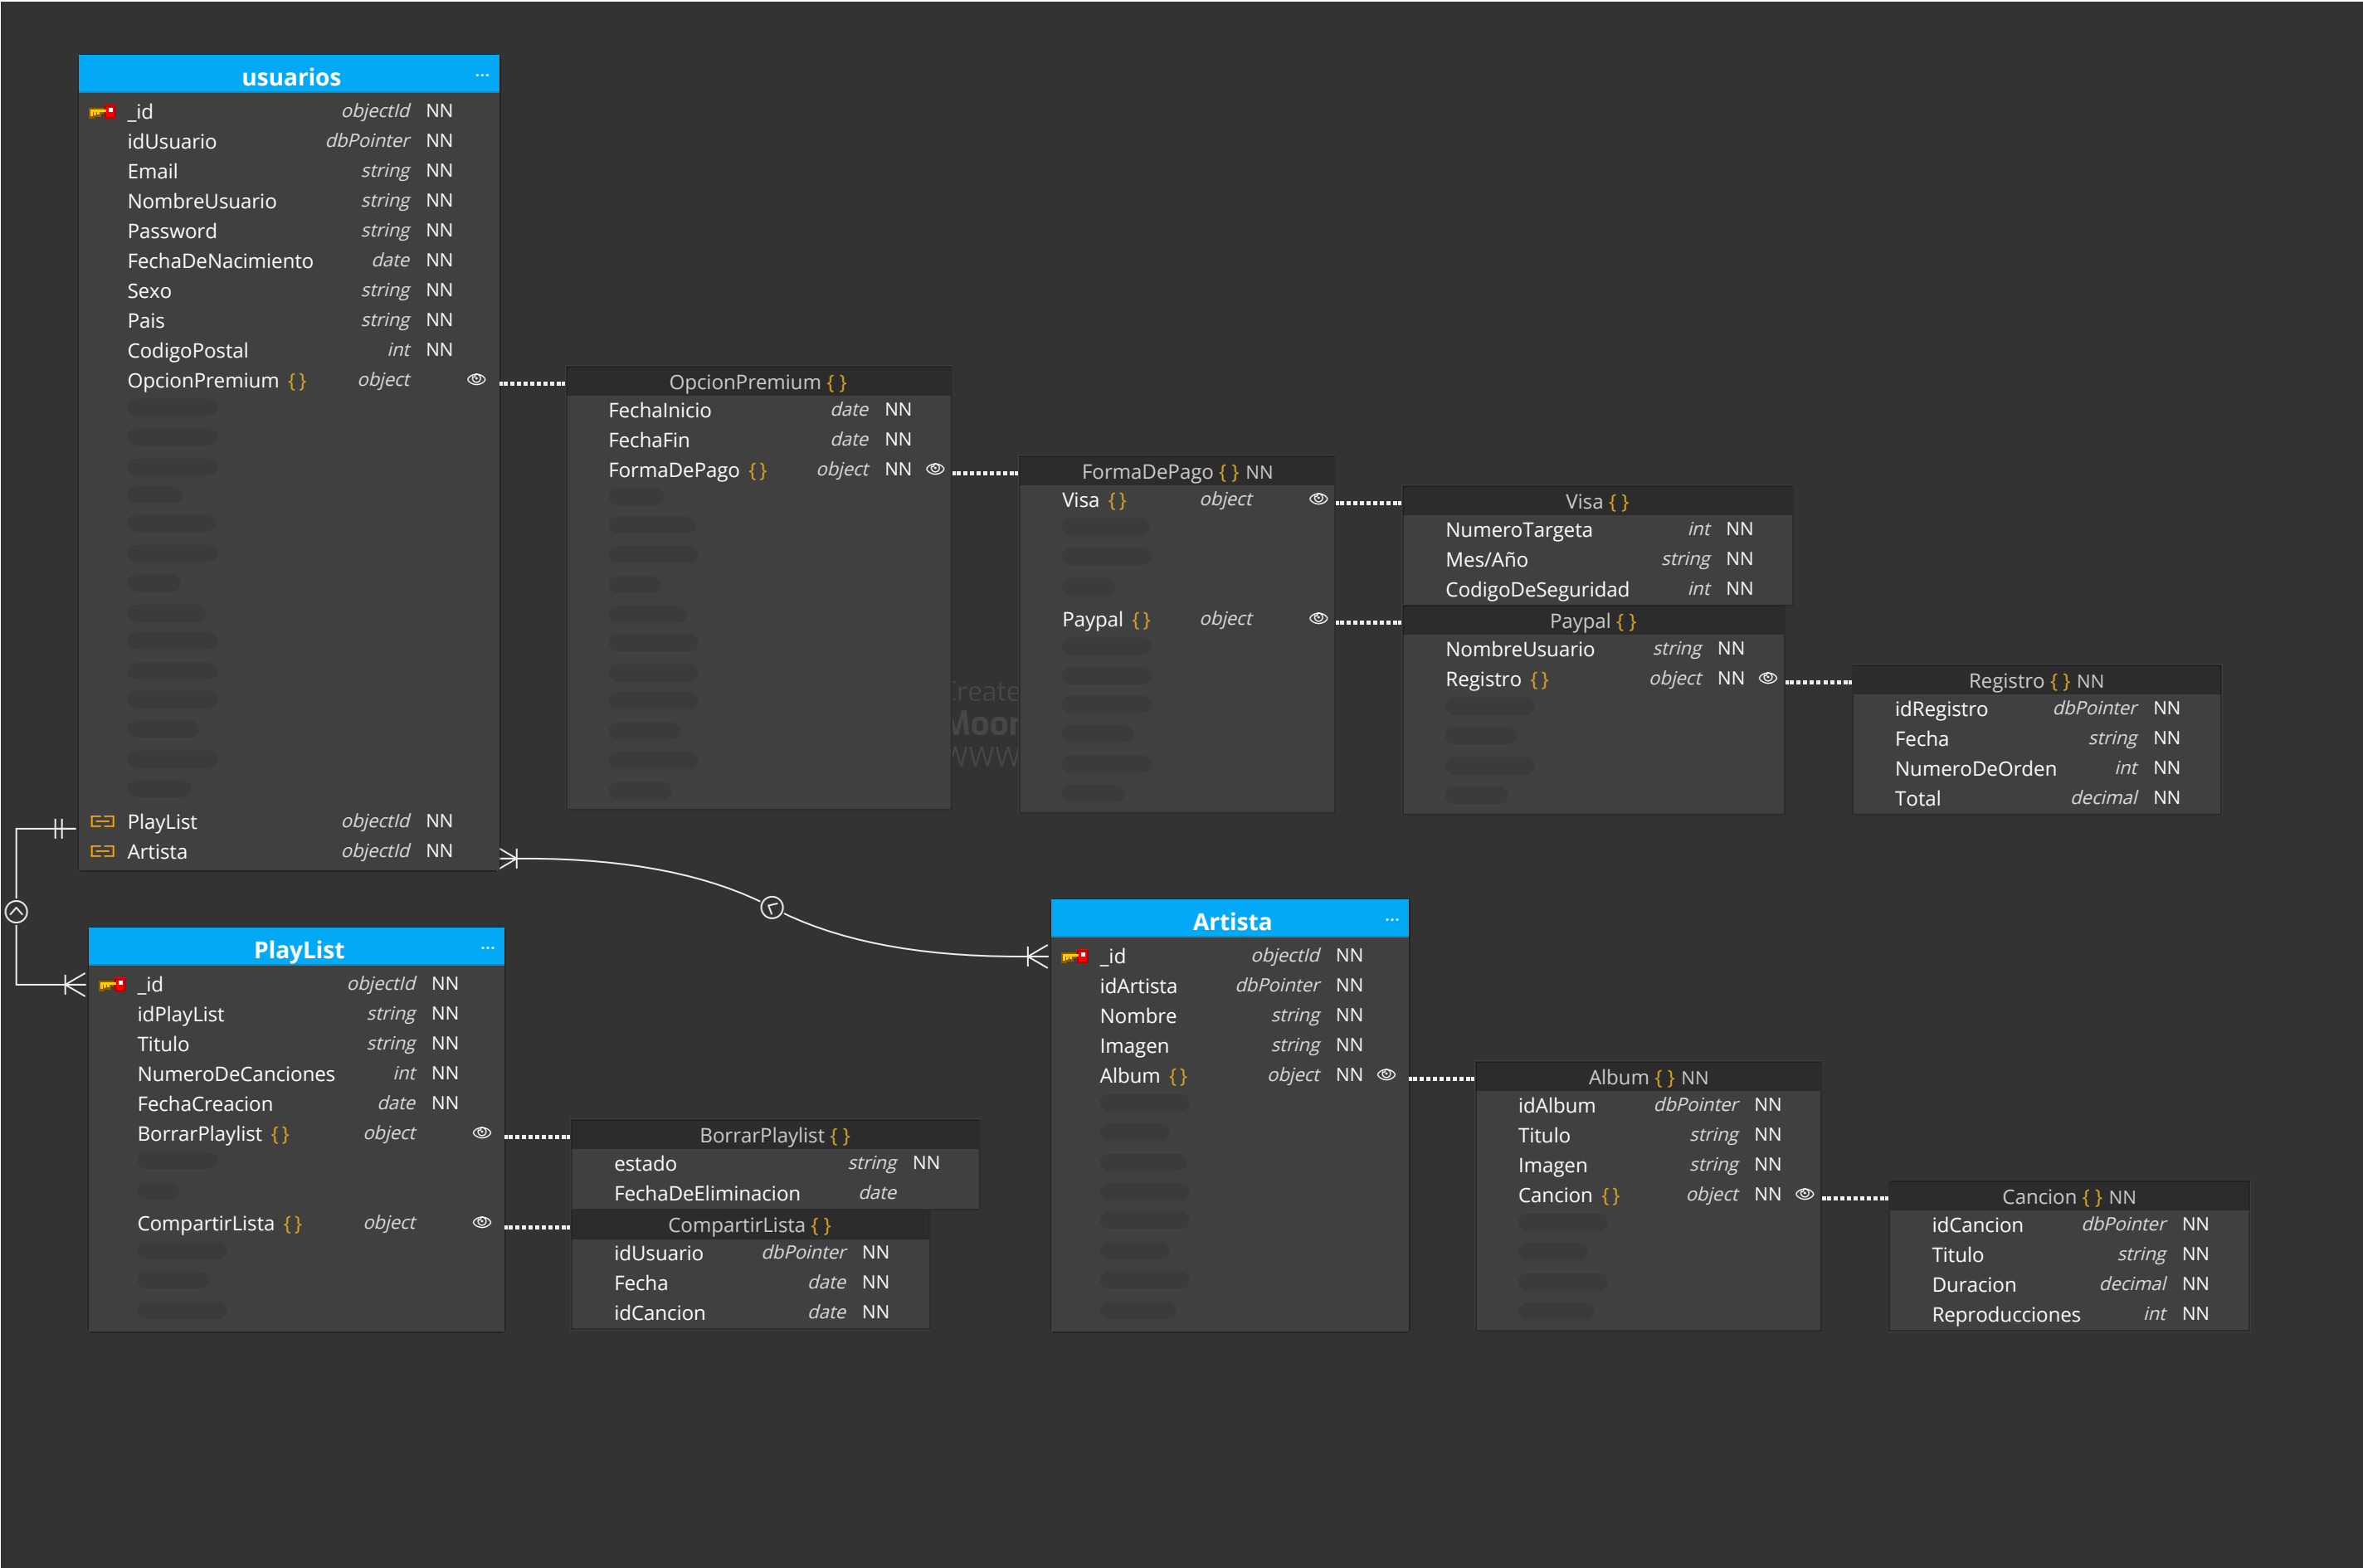 usuarios ...
_id objectId NN
idUsuario dbPointer NN
Email string NN
NombreUsuario string NN
Password string NN
FechaDeNacimiento date NN
Sexo string NN
Pais string NN
CodigoPostal int NN
OpcionPremium { } object
PlayList objectId NN
Artista objectId NN
OpcionPremium { }
FechaInicio date NN
FechaFin date NN
FormaDePago { } object NN
FormaDePago { } NN
Visa { } object
Paypal { } object
Visa { }
NumeroTargeta int NN
Mes/Año string NN
CodigoDeSeguridad int NN
Paypal { }
NombreUsuario string NN
Registro { } object NN
Registro { } NN
idRegistro dbPointer NN
Fecha string NN
NumeroDeOrden int NN
Total decimal NN
PlayList ...
_id objectId NN
idPlayList string NN
Titulo string NN
NumeroDeCanciones int NN
FechaCreacion date NN
BorrarPlaylist { } object
CompartirLista { } object
BorrarPlaylist { }
estado string NN
FechaDeEliminacion date
CompartirLista { }
idUsuario dbPointer NN
Fecha date NN
idCancion date NN
Artista ...
_id objectId NN
idArtista dbPointer NN
Nombre string NN
Imagen string NN
Album { } object NN
Album { } NN
idAlbum dbPointer NN
Titulo string NN
Imagen string NN
Cancion { } object NN
Cancion { } NN
idCancion dbPointer NN
Titulo string NN
Duracion decimal NN
Reproducciones int NN